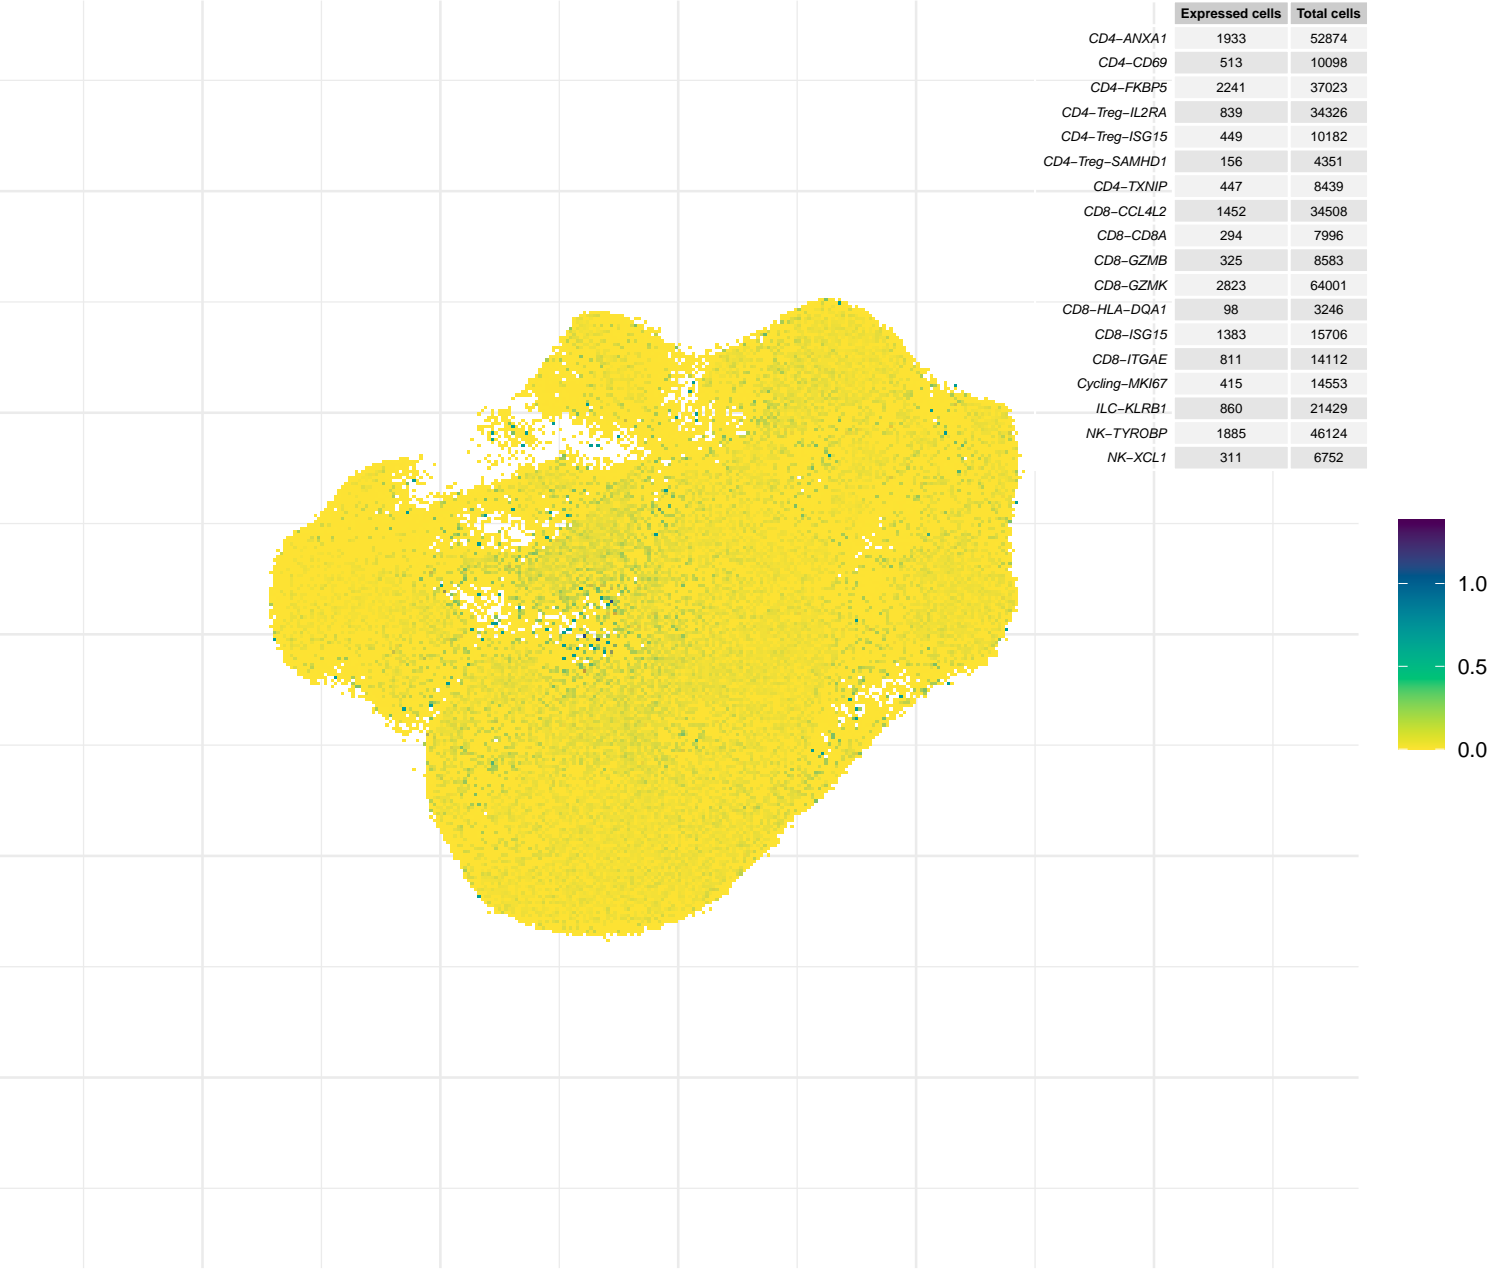 Expressed cells Total cells
CD4−ANXA1 1933 52874
CD4−CD69 513 10098
CD4−FKBP5 2241 37023
CD4−Treg−IL2RA 839 34326
CD4−Treg−ISG15 449 10182
CD4−Treg−SAMHD1 156 4351
CD4−TXNIP 447 8439
CD8−CCL4L2 1452 34508
CD8−CD8A 294 7996
CD8−GZMB 325 8583
CD8−GZMK 2823 64001
CD8−HLA−DQA1 98 3246
CD8−ISG15 1383 15706
CD8−ITGAE 811 14112
Cycling−MKI67 415 14553
ILC−KLRB1 860 21429
NK−TYROBP 1885 46124
NK−XCL1 311 6752
1.0
0.5
0.0